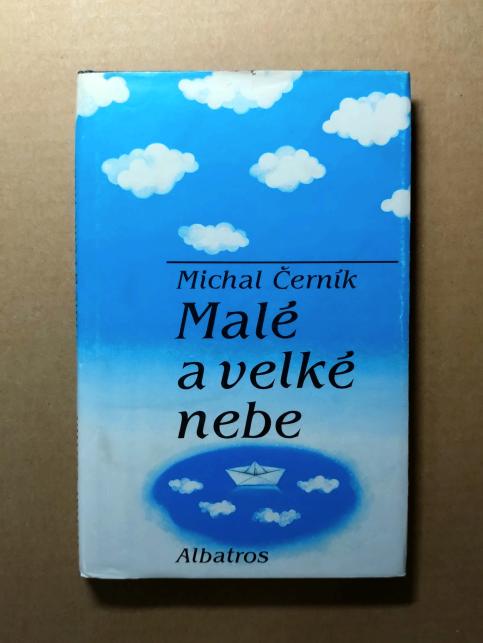 Michal Černík
Malé
a velké
nebe
Albatros